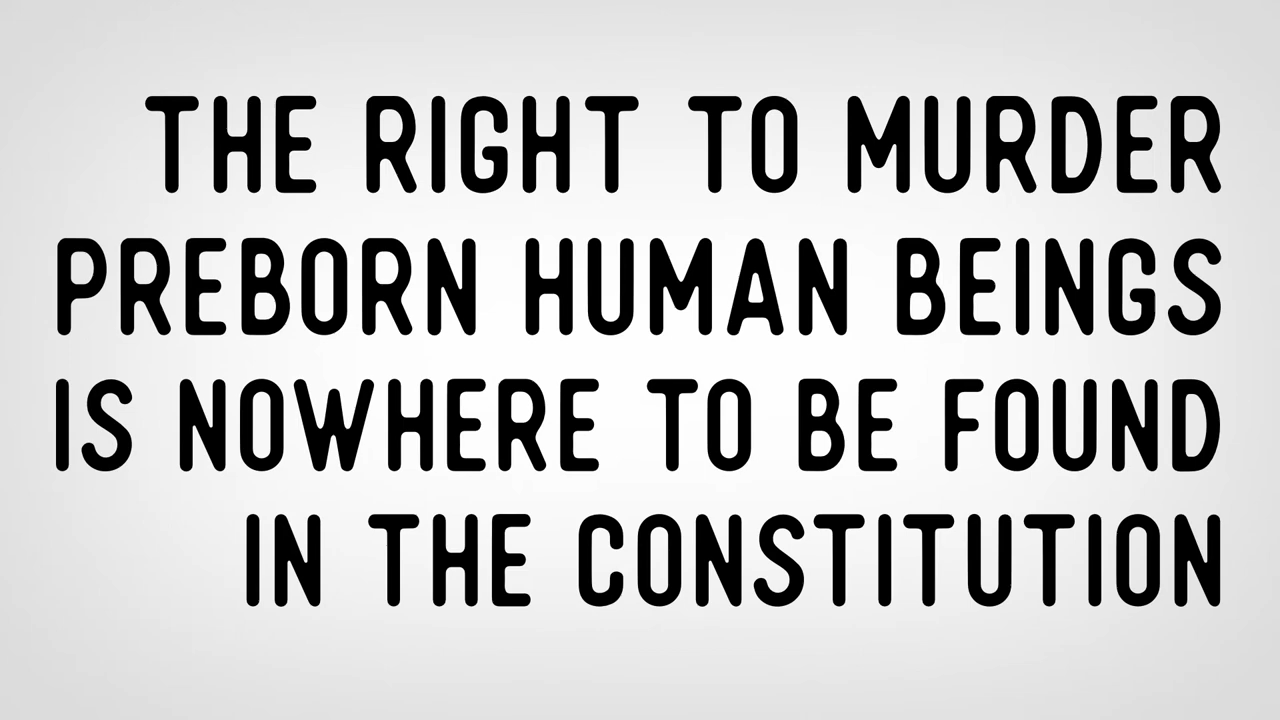 THE RIGHT TO MURDER
PREBORN HUMAN BEINGS
IS NOWHERE TO BE FOUND
IN THE CONSTITUTION